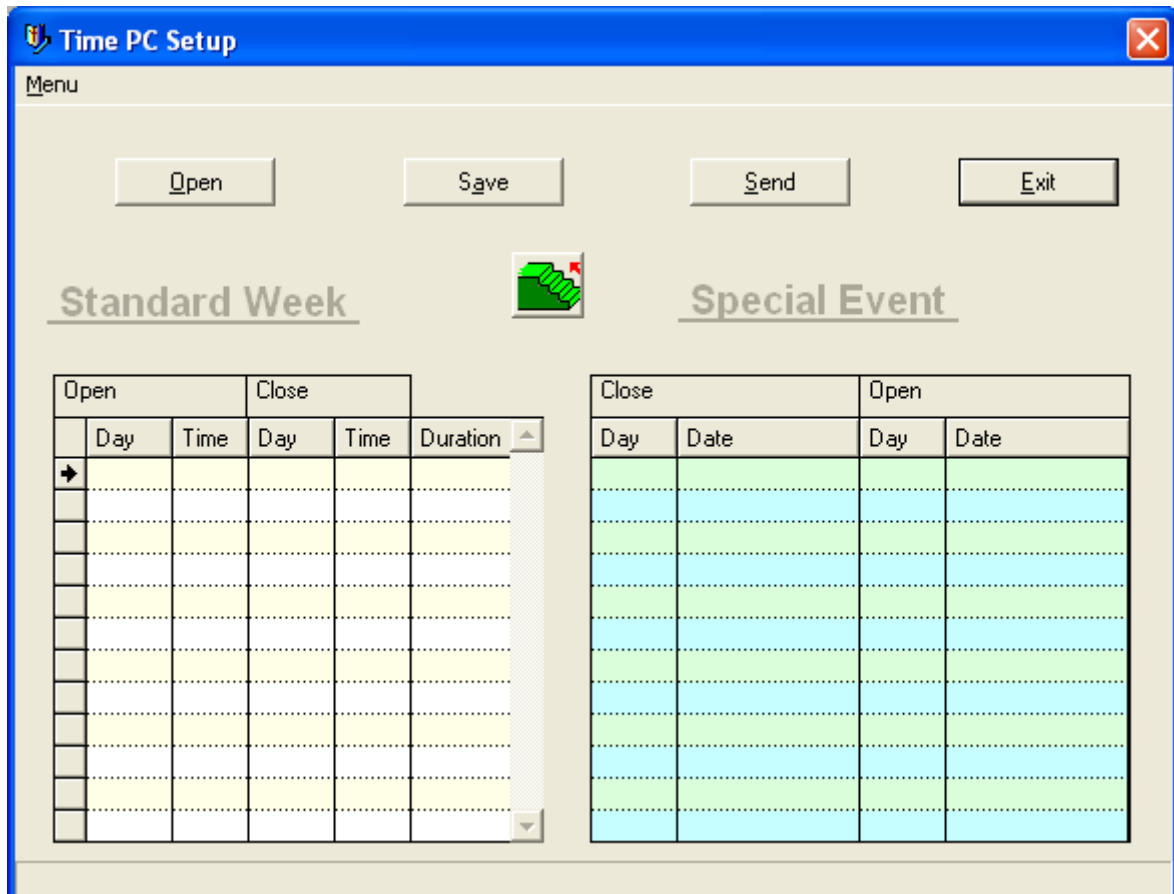 Time PC Setup
Menu
Open Save Send Exit
Standard Week Special Event
Open Close Close Open
Day Time Day Time Duration Day Date Day Date